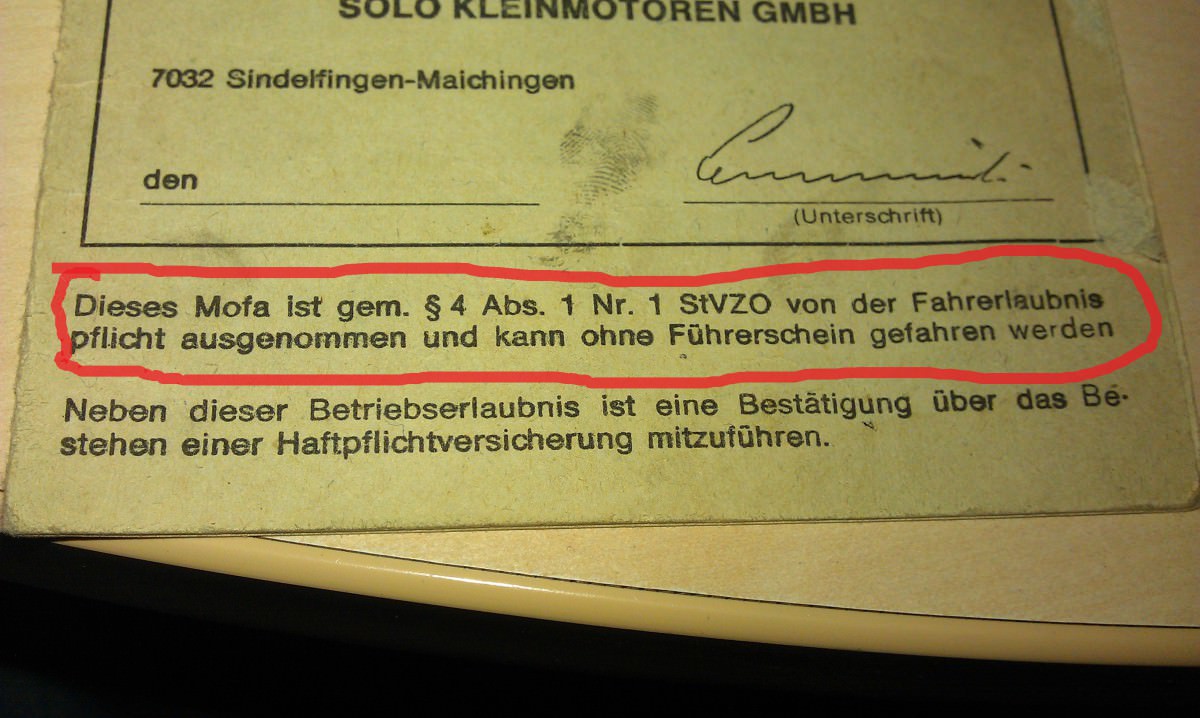 SOLO KLEINMOTOREN GMBH
7032 Sindelfingen-Maichingen
den
(Unterschrift)
Dieses Mofa ist gem. § 4 Abs. 1 Nr. 1 StVZO von der Fahrerlaubnis
pflicht ausgenommen und kann ohne Führerschein gefahren werden
Neben dieser Betriebserlaubnis ist eine Bestätigung über das Be-
stehen einer Haftpflichtversicherung mitzuführen.